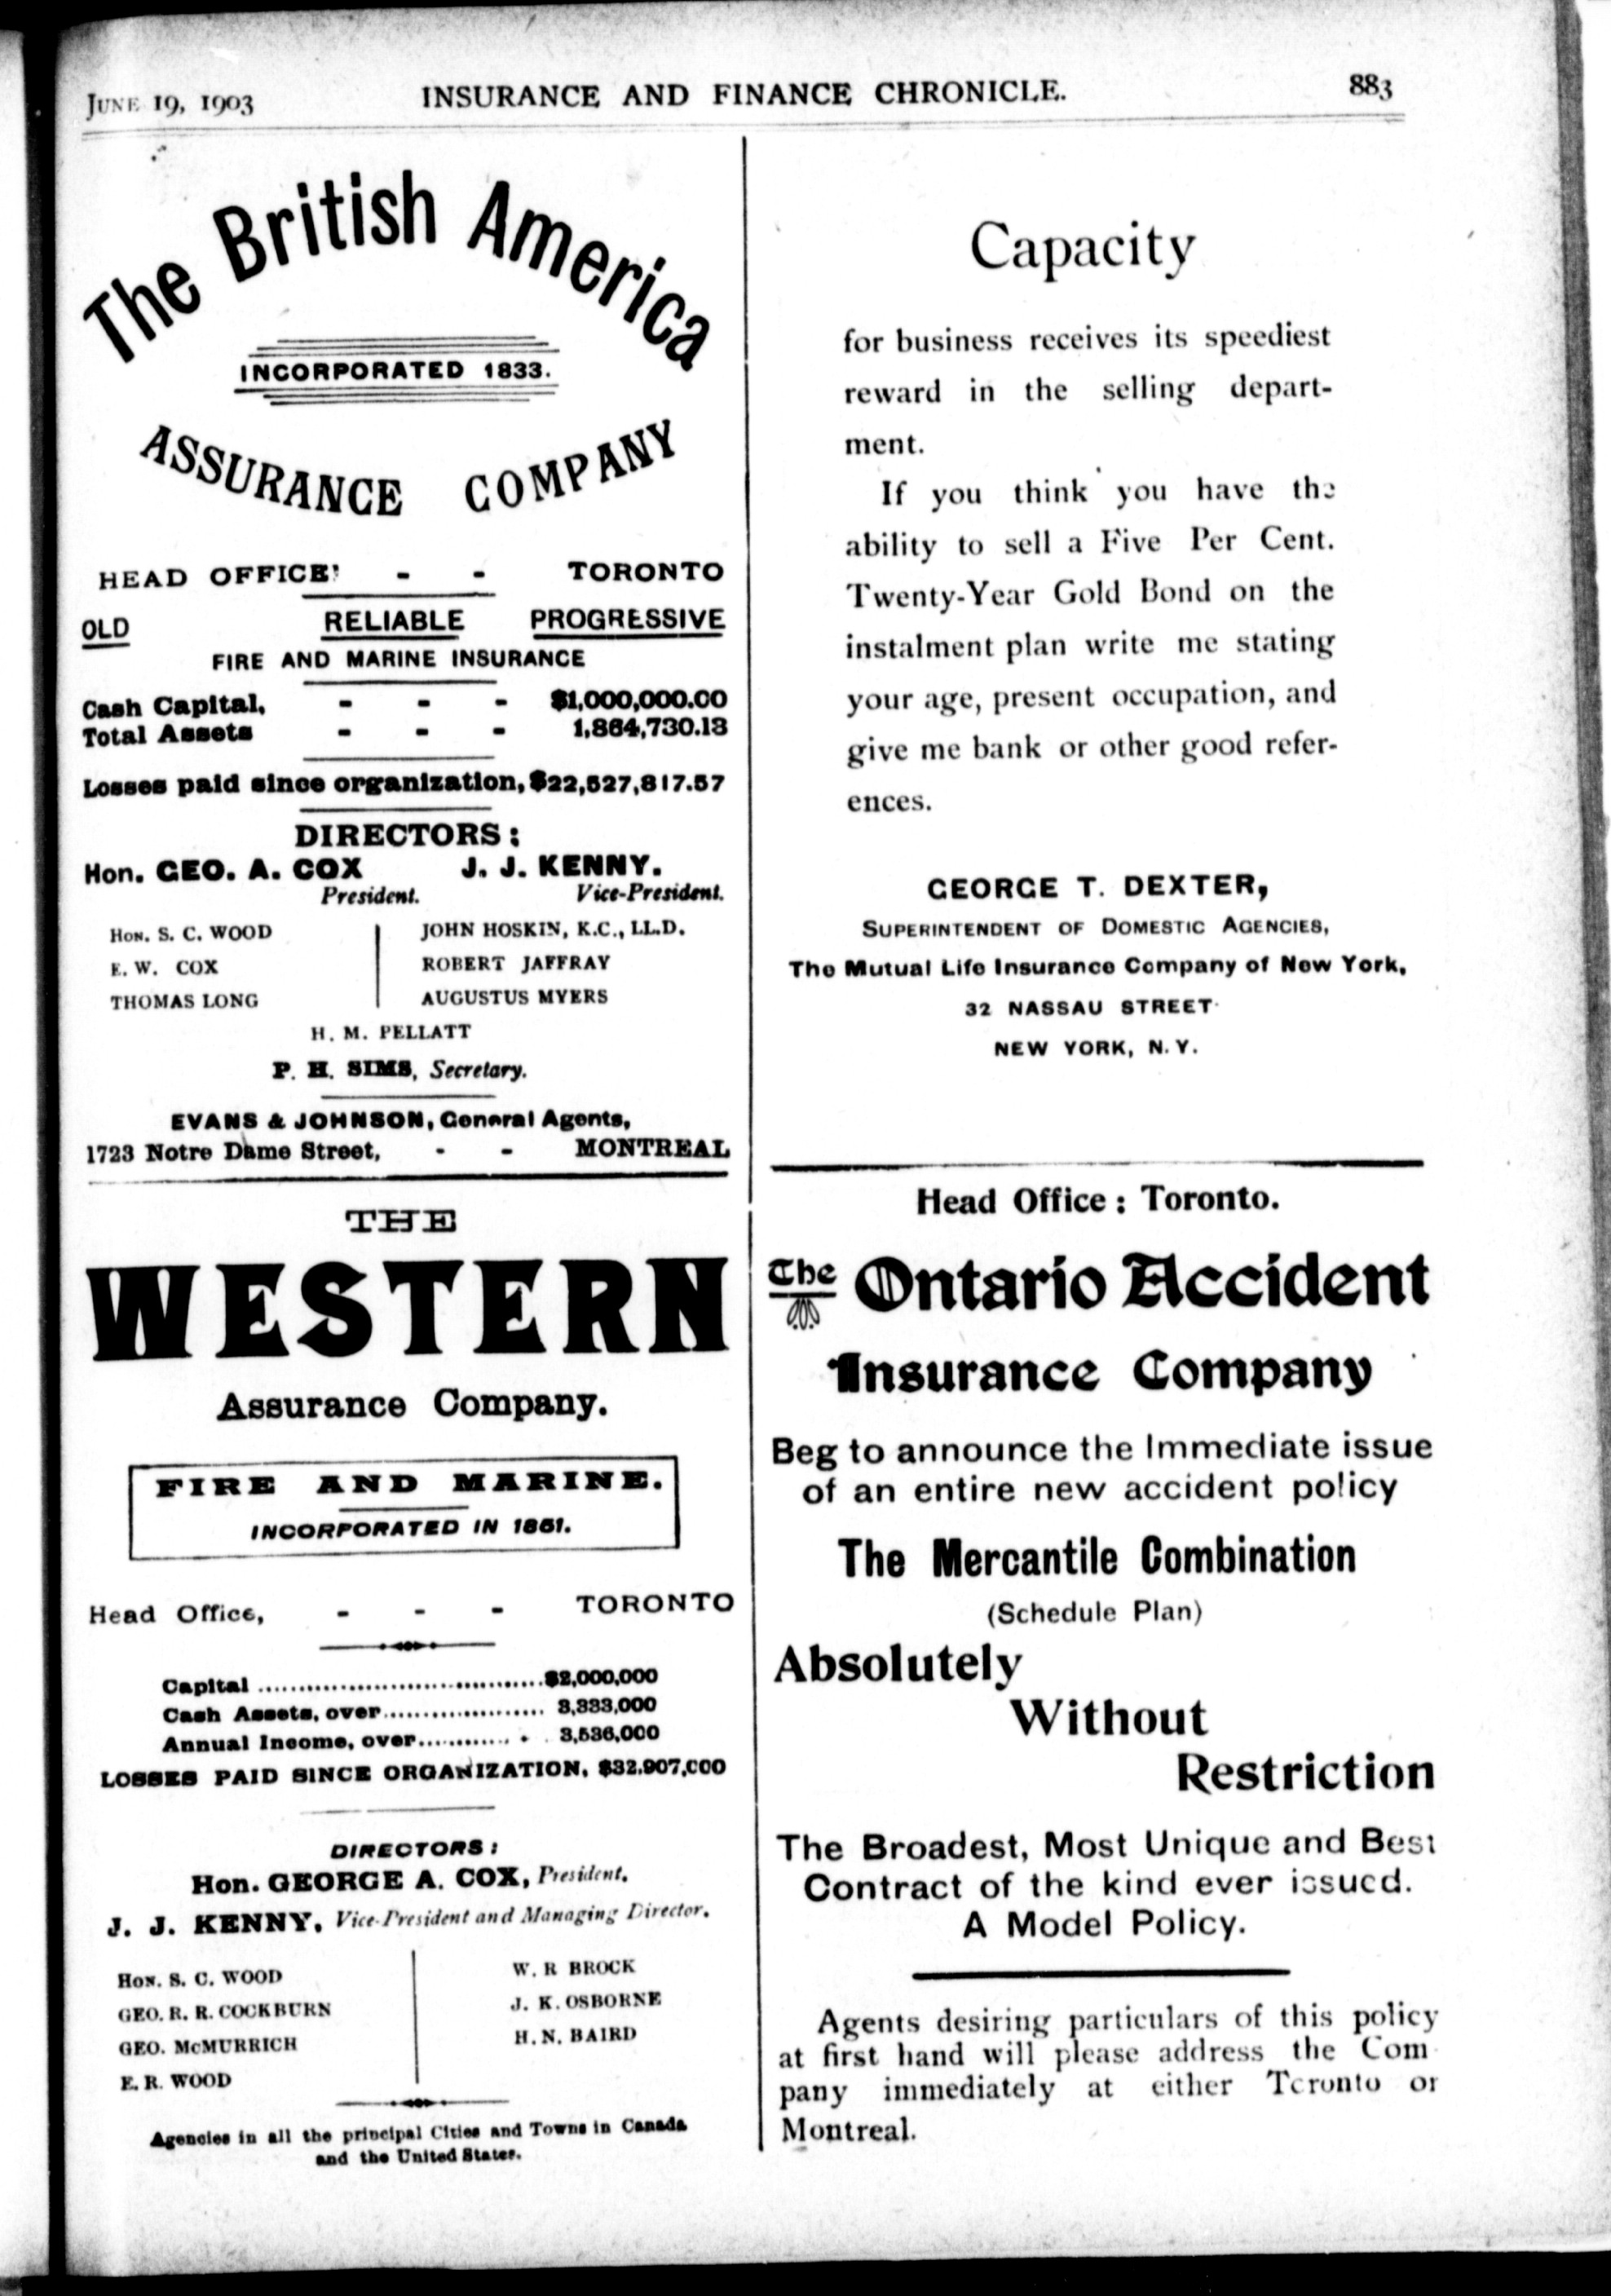 JUNE 19, 1903 INSURANCE AND FINANCE CHRONICLE. 883
The British America
INCORPORATED 1833.
ASSURANCE COMPANY
HEAD OFFICE - - TORONTO
OLD RELIABLE PROGRESSIVE
FIRE AND MARINE INSURANCE
Cash Capital, - - - $1,000,000.00
Total Assets - - - 1,864,730.13
Losses paid since organization, $22,527,817.57
DIRECTORS:
Hon. GEO. A. COX J. J. KENNY.
President. Vice-President.
HON. S. C. WOOD JOHN HOSKIN, K.C., LL.D.
E. W. COX ROBERT JAFFRAY
THOMAS LONG AUGUSTUS MYERS
H. M. PELLATT
P. H. SIMS, Secretary.
EVANS & JOHNSON, General Agents,
1723 Notre Dame Street, - - MONTREAL
THE
WESTERN
Assurance Company.
FIRE AND MARINE.
INCORPORATED IN 1851.
Head Office, - - - TORONTO
Capital ................................... $2,000,000
Cash Assets, over .................... 3,333,000
Annual Income, over ............ 3,536,000
LOSSES PAID SINCE ORGANIZATION, $32,907,000
DIRECTORS:
Hon. GEORGE A. COX, President.
J. J. KENNY, Vice-President and Managing Director.
HON. S. C. WOOD W. R BROCK
GEO. R. R. COCKBURN J. K. OSBORNE
GEO. McMURRICH H. N. BAIRD
E. R. WOOD
Agencies in all the principal Cities and Towns in Canada
and the United States.
Capacity
for business receives its speediest
reward in the selling depart-
ment.
If you think you have the
ability to sell a Five Per Cent.
Twenty-Year Gold Bond on the
instalment plan write me stating
your age, present occupation, and
give me bank or other good refer-
ences.
GEORGE T. DEXTER,
SUPERINTENDENT OF DOMESTIC AGENCIES,
The Mutual Life Insurance Company of New York,
32 NASSAU STREET
NEW YORK, N. Y.
Head Office: Toronto.
The Ontario Accident
Insurance Company
Beg to announce the Immediate issue
of an entire new accident policy
The Mercantile Combination
(Schedule Plan)
Absolutely
Without
Restriction
The Broadest, Most Unique and Best
Contract of the kind ever issued.
A Model Policy.
Agents desiring particulars of this policy
at first hand will please address the Com
pany immediately at either Toronto or
Montreal.